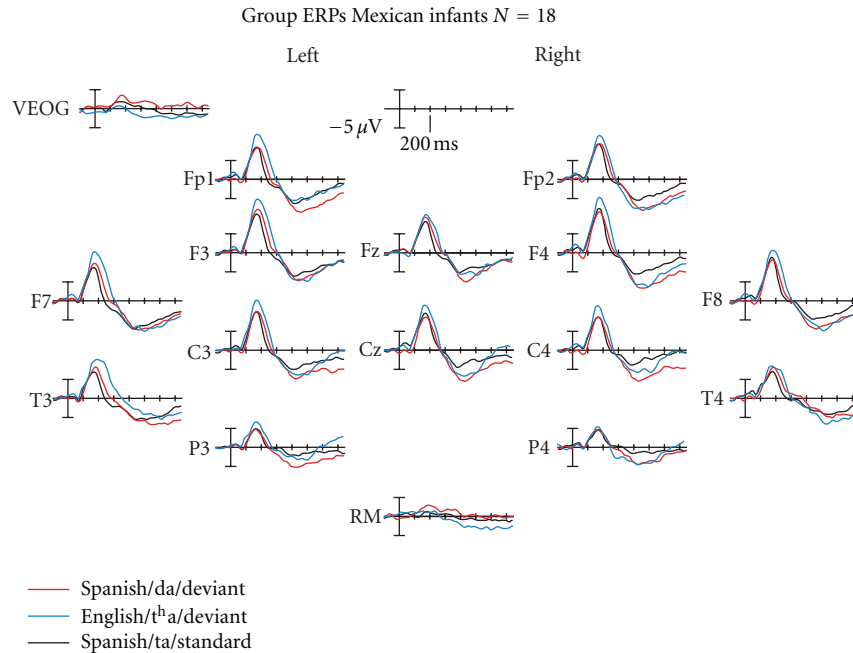 Group ERPs Mexican infants N = 18
Left Right
VEOG
−5 µV
200 ms
Fp1 Fp2
F3 Fz F4
F7 F8
C3 Cz C4
T3 T4
P3 P4
RM
Spanish/da/deviant
English/tʰa/deviant
Spanish/ta/standard